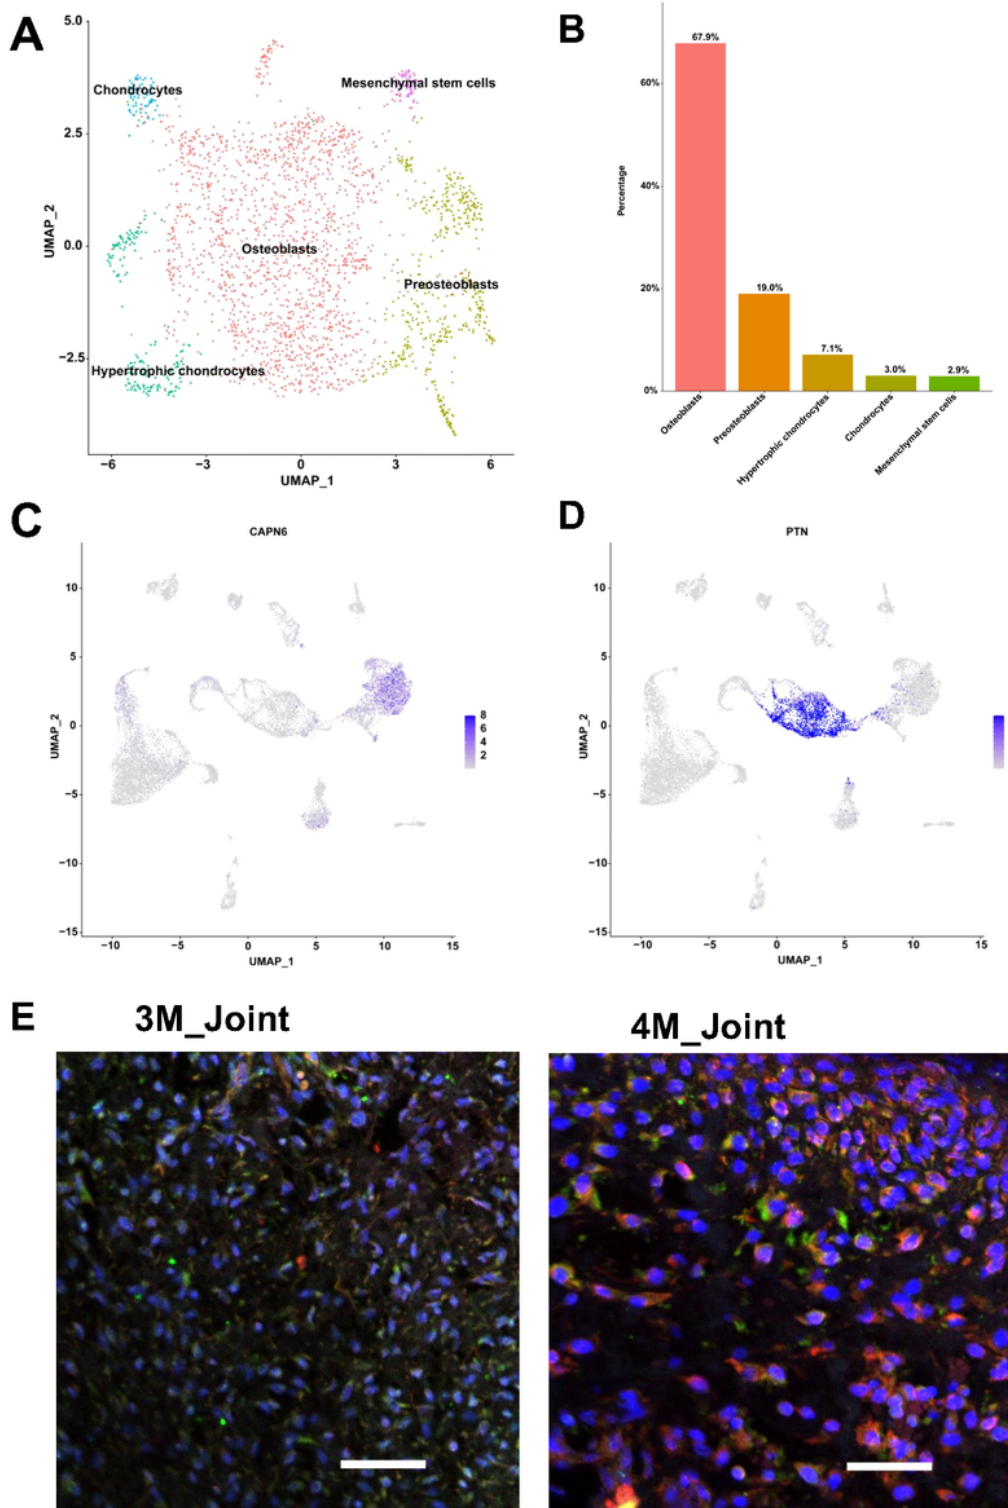 A
5.0
2.5
0.0
−2.5
UMAP_2
Chondrocytes
Mesenchymal stem cells
Osteoblasts
Preosteoblasts
Hypertrophic chondrocytes
−6 −3 0 3 6
UMAP_1
B
Percentage
60%
40%
20%
0%
67.9%
19.0%
7.1%
3.0%
2.9%
Osteoblasts
Preosteoblasts
Hypertrophic chondrocytes
Chondrocytes
Mesenchymal stem cells
C
CAPN6
10
5
0
−5
−10
−15
UMAP_2
8
6
4
2
−10 −5 0 5 10 15
UMAP_1
D
PTN
10
5
0
−5
−10
−15
UMAP_2
−10 −5 0 5 10 15
UMAP_1
E
3M_Joint
4M_Joint